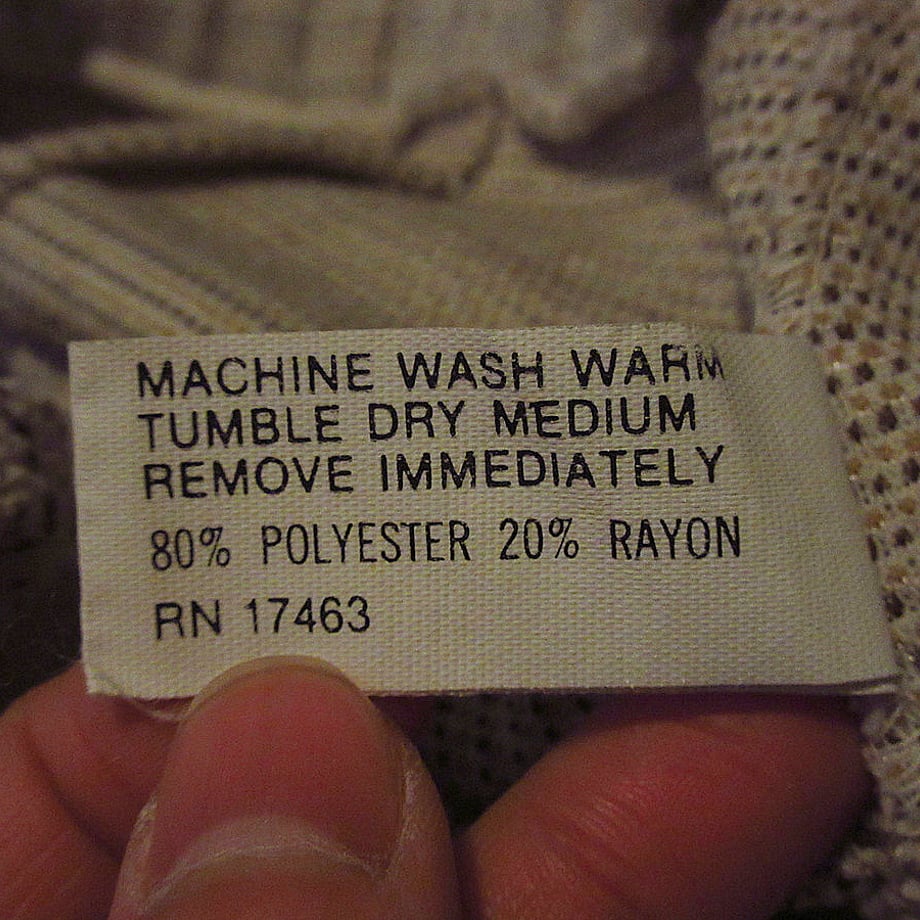 MACHINE WASH WARM
TUMBLE DRY MEDIUM
REMOVE IMMEDIATELY
80% POLYESTER 20% RAYON
RN 17463